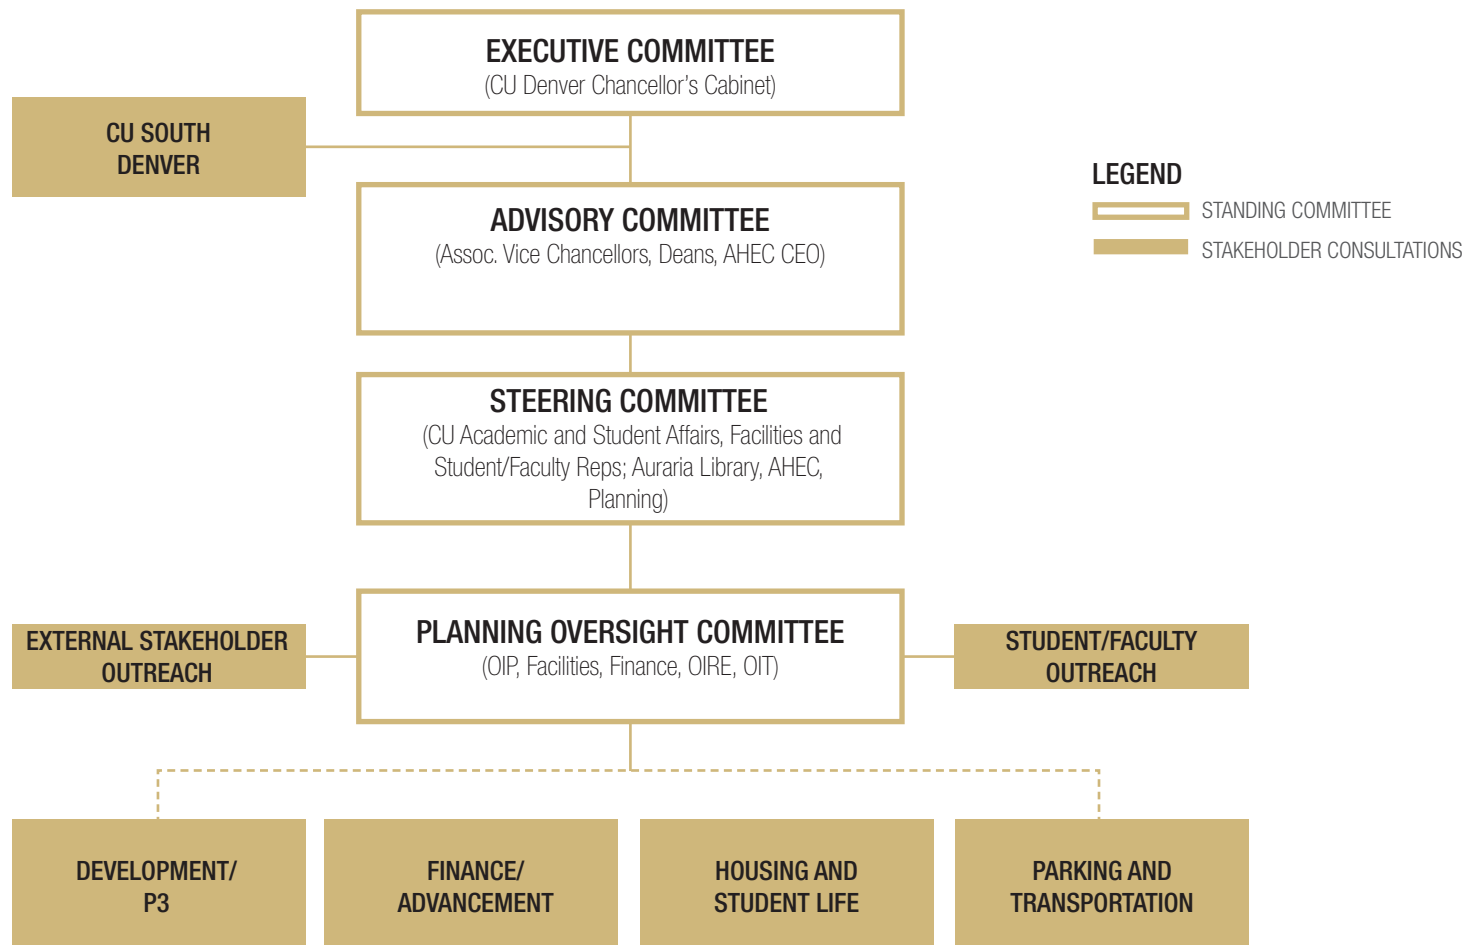 EXECUTIVE COMMITTEE
(CU Denver Chancellor's Cabinet)
CU SOUTH
DENVER
LEGEND
STANDING COMMITTEE
STAKEHOLDER CONSULTATIONS
ADVISORY COMMITTEE
(Assoc. Vice Chancellors, Deans, AHEC CEO)
STEERING COMMITTEE
(CU Academic and Student Affairs, Facilities and
Student/Faculty Reps; Auraria Library, AHEC,
Planning)
PLANNING OVERSIGHT COMMITTEE
(OIP, Facilities, Finance, OIRE, OIT)
EXTERNAL STAKEHOLDER
OUTREACH
STUDENT/FACULTY
OUTREACH
DEVELOPMENT/
P3
FINANCE/
ADVANCEMENT
HOUSING AND
STUDENT LIFE
PARKING AND
TRANSPORTATION